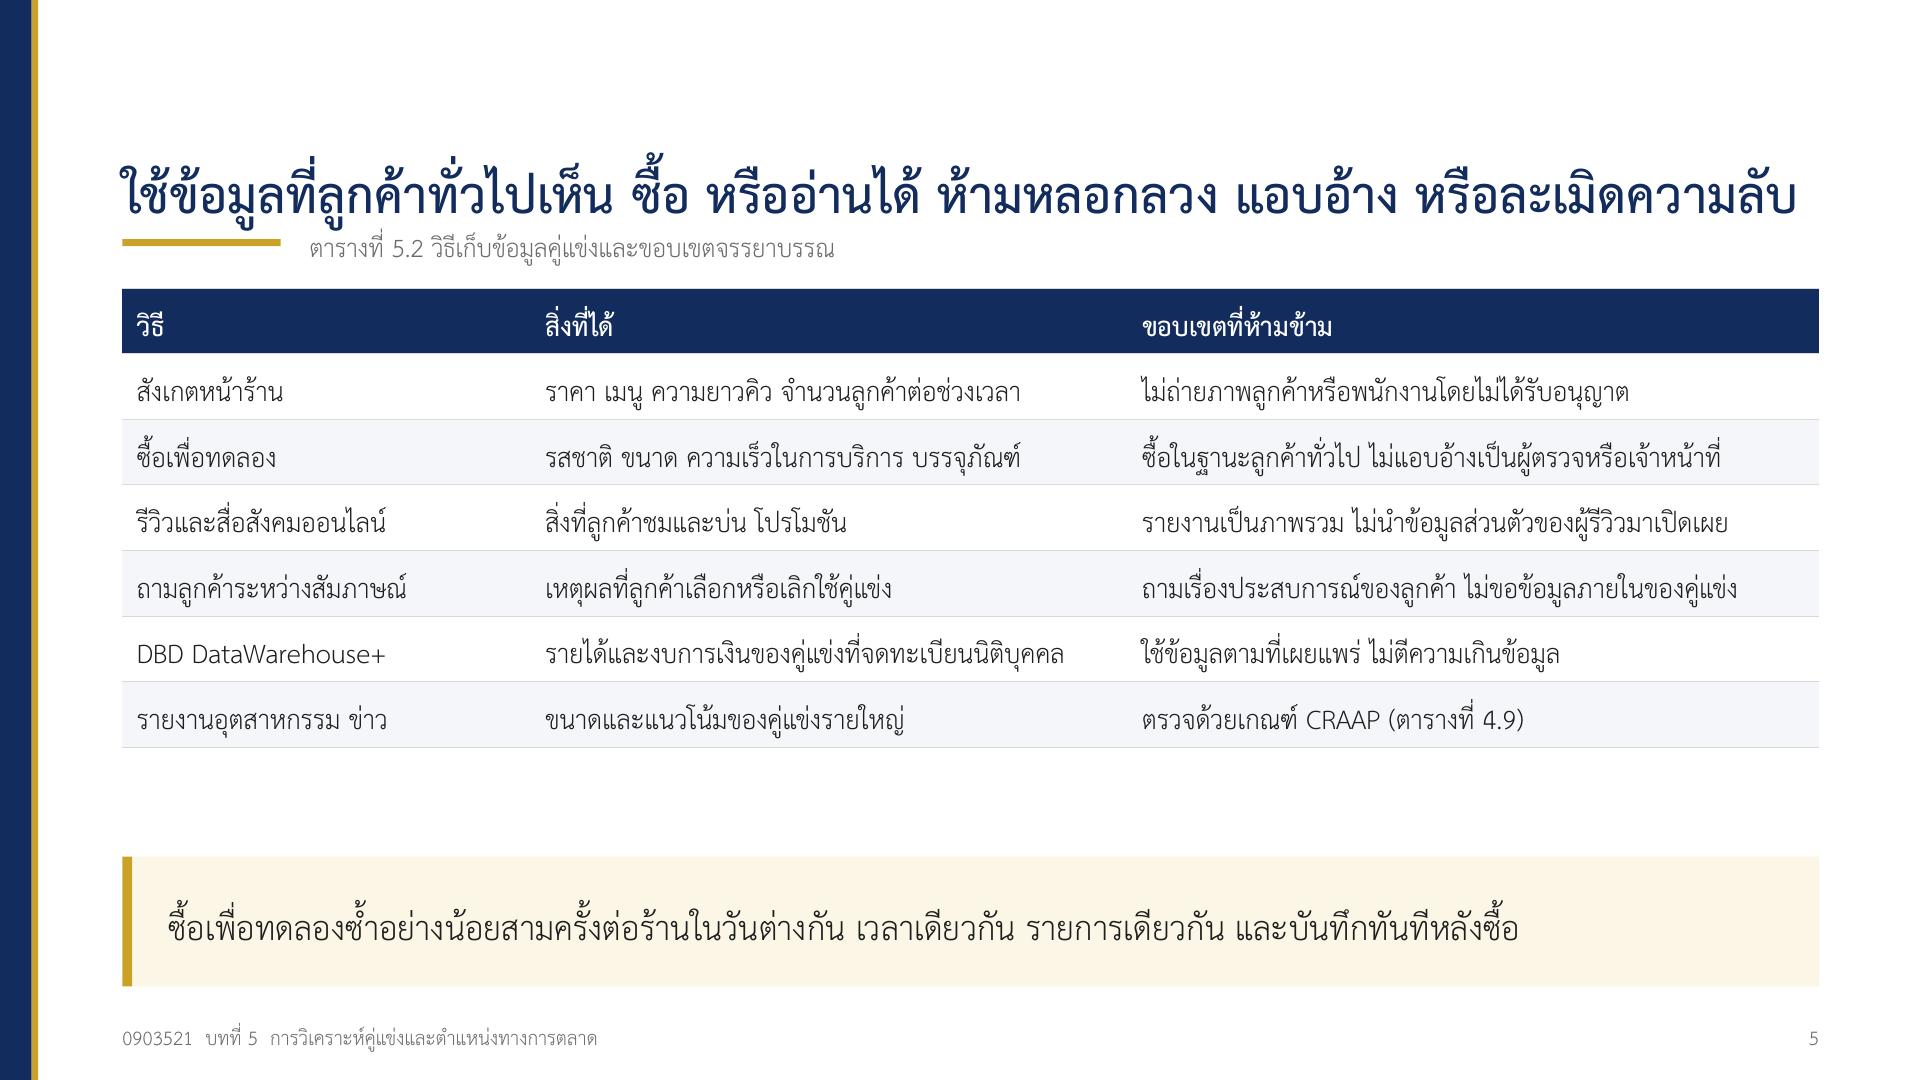 ใช้ข้อมูลที่ลูกค้าทั่วไปเห็น ซื้อ หรืออ่านได้ ห้ามหลอกลวง แอบอ้าง หรือละเมิดความลับ
ตารางที่ 5.2 วิธีเก็บข้อมูลคู่แข่งและขอบเขตจรรยาบรรณ
วิธี สิ่งที่ได้ ขอบเขตที่ห้ามข้าม
สังเกตหน้าร้าน ราคา เมนู ความยาวคิว จำนวนลูกค้าต่อช่วงเวลา ไม่ถ่ายภาพลูกค้าหรือพนักงานโดยไม่ได้รับอนุญาต
ซื้อเพื่อทดลอง รสชาติ ขนาด ความเร็วในการบริการ บรรจุภัณฑ์ ซื้อในฐานะลูกค้าทั่วไป ไม่แอบอ้างเป็นผู้ตรวจหรือเจ้าหน้าที่
รีวิวและสื่อสังคมออนไลน์ สิ่งที่ลูกค้าชมและบ่น โปรโมชัน รายงานเป็นภาพรวม ไม่นำข้อมูลส่วนตัวของผู้รีวิวมาเปิดเผย
ถามลูกค้าระหว่างสัมภาษณ์ เหตุผลที่ลูกค้าเลือกหรือเลิกใช้คู่แข่ง ถามเรื่องประสบการณ์ของลูกค้า ไม่ขอข้อมูลภายในของคู่แข่ง
DBD DataWarehouse+ รายได้และงบการเงินของคู่แข่งที่จดทะเบียนนิติบุคคล ใช้ข้อมูลตามที่เผยแพร่ ไม่ตีความเกินข้อมูล
รายงานอุตสาหกรรม ข่าว ขนาดและแนวโน้มของคู่แข่งรายใหญ่ ตรวจด้วยเกณฑ์ CRAAP (ตารางที่ 4.9)
ซื้อเพื่อทดลองซ้ำอย่างน้อยสามครั้งต่อร้านในวันต่างกัน เวลาเดียวกัน รายการเดียวกัน และบันทึกทันทีหลังซื้อ
0903521 บทที่ 5 การวิเคราะห์คู่แข่งและตำแหน่งทางการตลาด 5